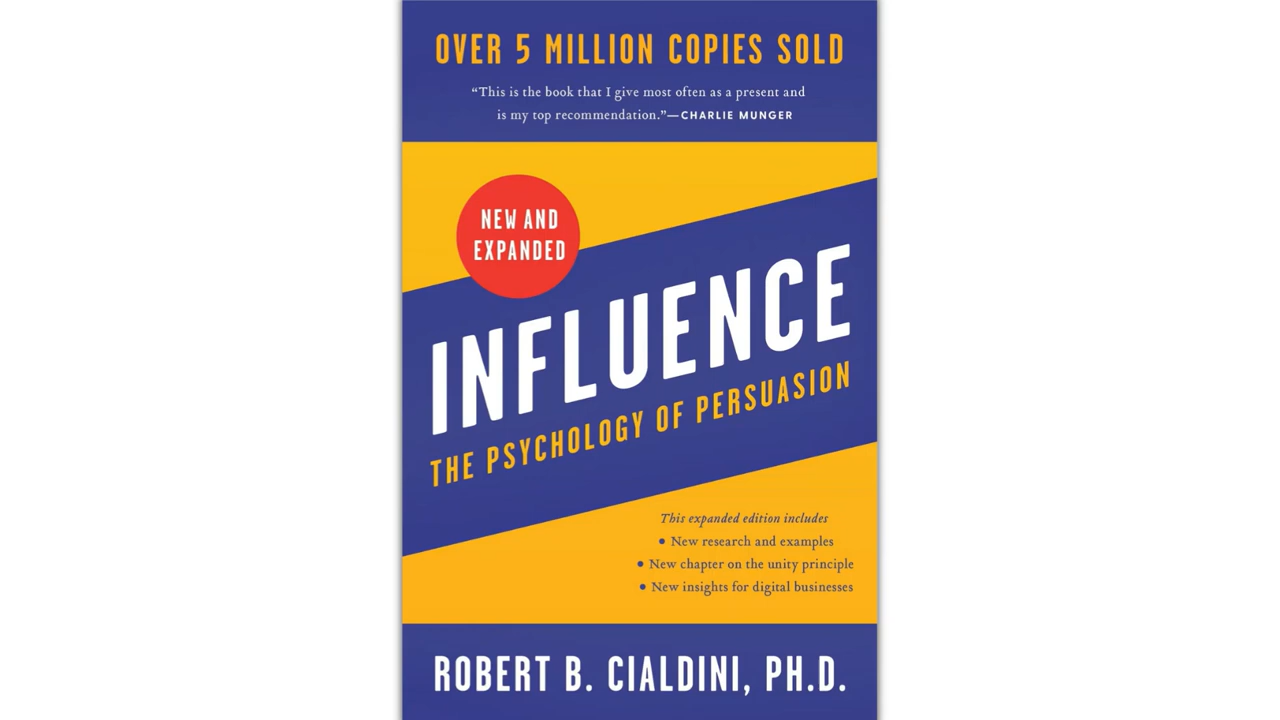 OVER 5 MILLION COPIES SOLD
“This is the book that I give most often as a present and
is my top recommendation.”—CHARLIE MUNGER
NEW AND
EXPANDED
INFLUENCE
THE PSYCHOLOGY OF PERSUASION
This expanded edition includes
• New research and examples
• New chapter on the unity principle
• New insights for digital businesses
ROBERT B. CIALDINI, PH.D.